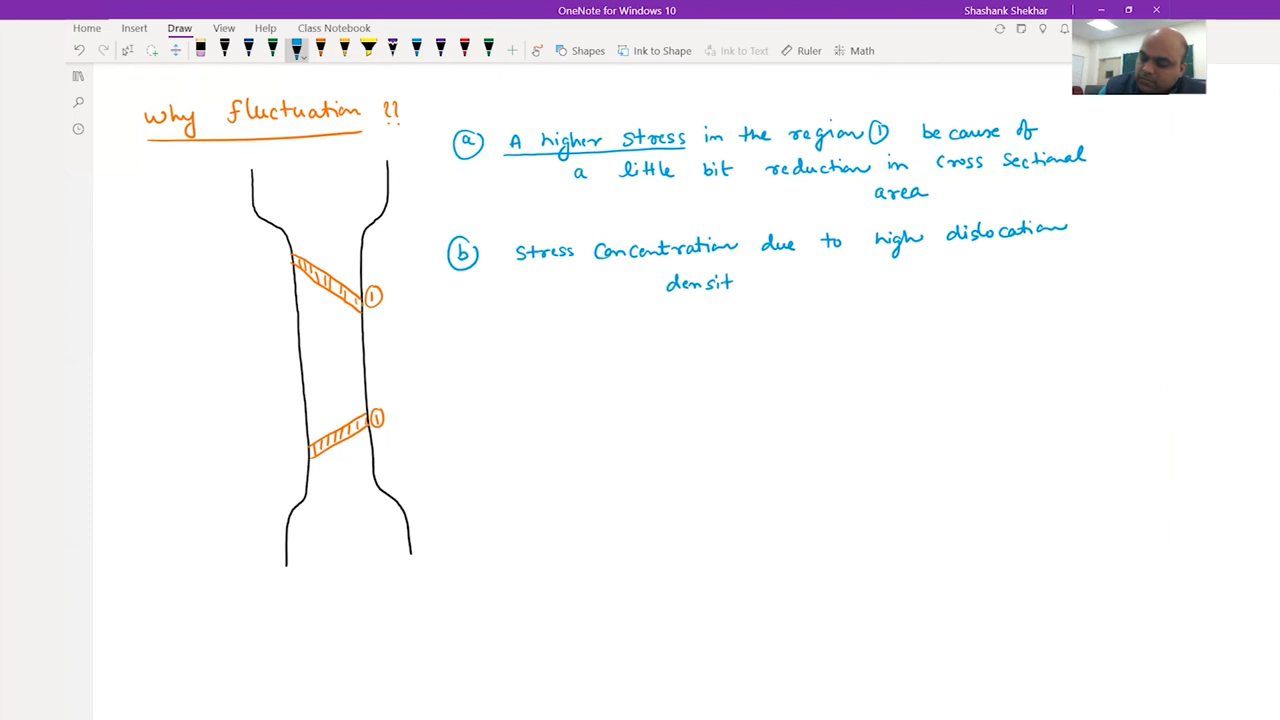 OneNote for Windows 10
Shashank Shekhar
Home Insert Draw View Help Class Notebook
Shapes Ink to Shape Ink to Text Ruler Math
why fluctuation ??
(a) A higher stress in the region ① because of
a little bit reduction in cross sectional
area
(b) stress concentration due to high dislocation
densit
①
①